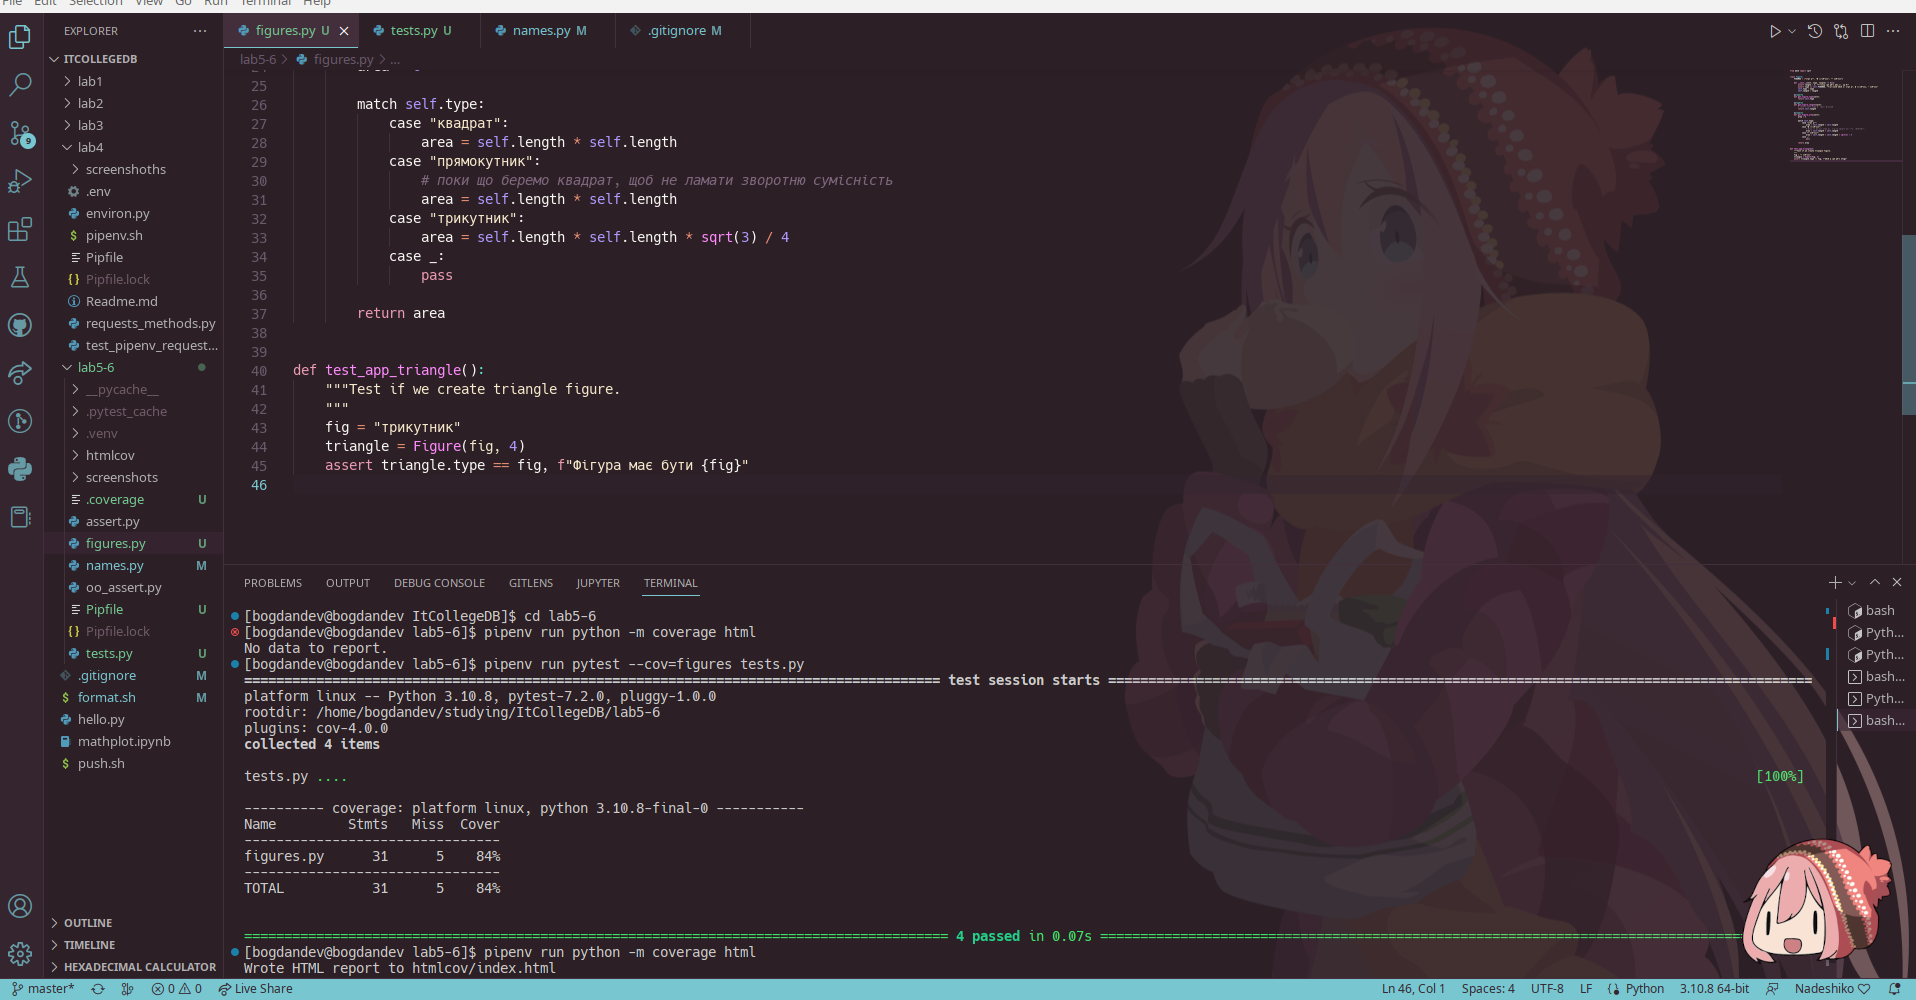 File Edit Selection View Go Run Terminal Help
EXPLORER
ITCOLLEGEDB
lab1
lab2
lab3
lab4
screenshoths
.env
environ.py
$ pipenv.sh
Pipfile
{} Pipfile.lock
Readme.md
requests_methods.py
test_pipenv_request...
lab5-6
__pycache__
.pytest_cache
.venv
htmlcov
screenshots
.coverage U
assert.py
figures.py U
names.py M
oo_assert.py
Pipfile U
{} Pipfile.lock
tests.py U
.gitignore M
$ format.sh M
hello.py
mathplot.ipynb
$ push.sh
OUTLINE
TIMELINE
HEXADECIMAL CALCULATOR
9
figures.py U
tests.py U
names.py M
.gitignore M
lab5-6 > figures.py > ...
25
26 match self.type:
27 case "квадрат":
28 area = self.length * self.length
29 case "прямокутник":
30 # поки що беремо квадрат, щоб не ламати зворотню сумісність
31 area = self.length * self.length
32 case "трикутник":
33 area = self.length * self.length * sqrt(3) / 4
34 case _:
35 pass
36
37 return area
38
39
40 def test_app_triangle():
41 """Test if we create triangle figure.
42 """
43 fig = "трикутник"
44 triangle = Figure(fig, 4)
45 assert triangle.type == fig, f"Фігура має бути {fig}"
46
PROBLEMS OUTPUT DEBUG CONSOLE GITLENS JUPYTER TERMINAL
[bogdandev@bogdandev ItCollegeDB]$ cd lab5-6
[bogdandev@bogdandev lab5-6]$ pipenv run python -m coverage html
No data to report.
[bogdandev@bogdandev lab5-6]$ pipenv run pytest --cov=figures tests.py
test session starts
platform linux -- Python 3.10.8, pytest-7.2.0, pluggy-1.0.0
rootdir: /home/bogdandev/studying/ItCollegeDB/lab5-6
plugins: cov-4.0.0
collected 4 items
tests.py .... [100%]
---------- coverage: platform linux, python 3.10.8-final-0 -----------
Name Stmts Miss Cover
--------------------------------
figures.py 31 5 84%
--------------------------------
TOTAL 31 5 84%
4 passed in 0.07s
[bogdandev@bogdandev lab5-6]$ pipenv run python -m coverage html
Wrote HTML report to htmlcov/index.html
bash
Pyth...
Pyth...
bash...
Pyth...
bash...
master* 0 0 Live Share
Ln 46, Col 1 Spaces: 4 UTF-8 LF {} Python 3.10.8 64-bit Nadeshiko ♡